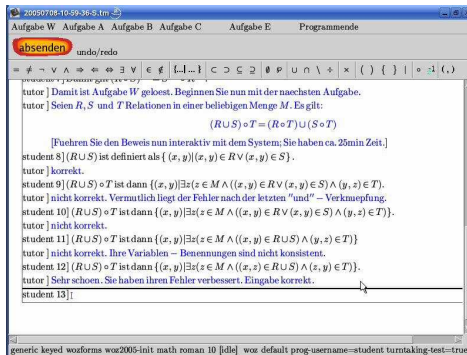 20050708-10-59-36-S.tm
Aufgabe W Aufgabe A Aufgabe B Aufgabe C Aufgabe E Programmende
absenden undo/redo
= ≠ ¬ ∨ ∧ ⇒ ⇐ ⇔ ∃ ∀ ∈ ∉ {...|...} ⊂ ⊃ ⊆ ⊇ ∅ P ∪ ∩ \ ÷ × ( ) { } | ∘ -1 (,)
tutor ] Damit ist Aufgabe W geloest. Beginnen Sie nun mit der naechsten Aufgabe.
tutor ] Seien R, S und T Relationen in einer beliebigen Menge M. Es gilt:
(R ∪ S) ∘ T = (R ∘ T) ∪ (S ∘ T)
[Fuehren Sie den Beweis nun interaktiv mit dem System; Sie haben ca. 25min Zeit.]
student 8] (R ∪ S) ist definiert als { (x, y)|(x, y) ∈ R ∨ (x, y) ∈ S}.
tutor ] korrekt.
student 9] (R ∪ S) ∘ T ist dann {(x, y)|∃z(z ∈ M ∧ ((x, y) ∈ R ∨ (x, y) ∈ S) ∧ (y, z) ∈ T).
tutor ] nicht korrekt. Vermutlich liegt der Fehler nach der letzten "und" − Verknuepfung.
student 10] (R ∪ S) ∘ T ist dann {(x, y)|∃z(z ∈ M ∧ ((x, y) ∈ R ∨ (x, y) ∈ S) ∧ (y, z) ∈ T)}.
tutor ] nicht korrekt.
student 11] (R ∪ S) ∘ T ist dann {(x, y)|∃z(z ∈ M ∧ (x, y) ∈ R ∪ S) ∧ (y, z) ∈ T)}
tutor ] nicht korrekt. Ihre Variablen − Benennungen sind nicht konsistent.
student 12] (R ∪ S) ∘ T ist dann {(x, y)|∃z(z ∈ M ∧ ((x, z) ∈ R ∪ S) ∧ (z, y) ∈ T)}.
tutor ] Sehr schoen. Sie haben ihren Fehler verbessert. Eingabe korrekt.
student 13]
generic keyed wozforms woz2005-init math roman 10 [idle] woz default prog-username=student turntaking-test=true